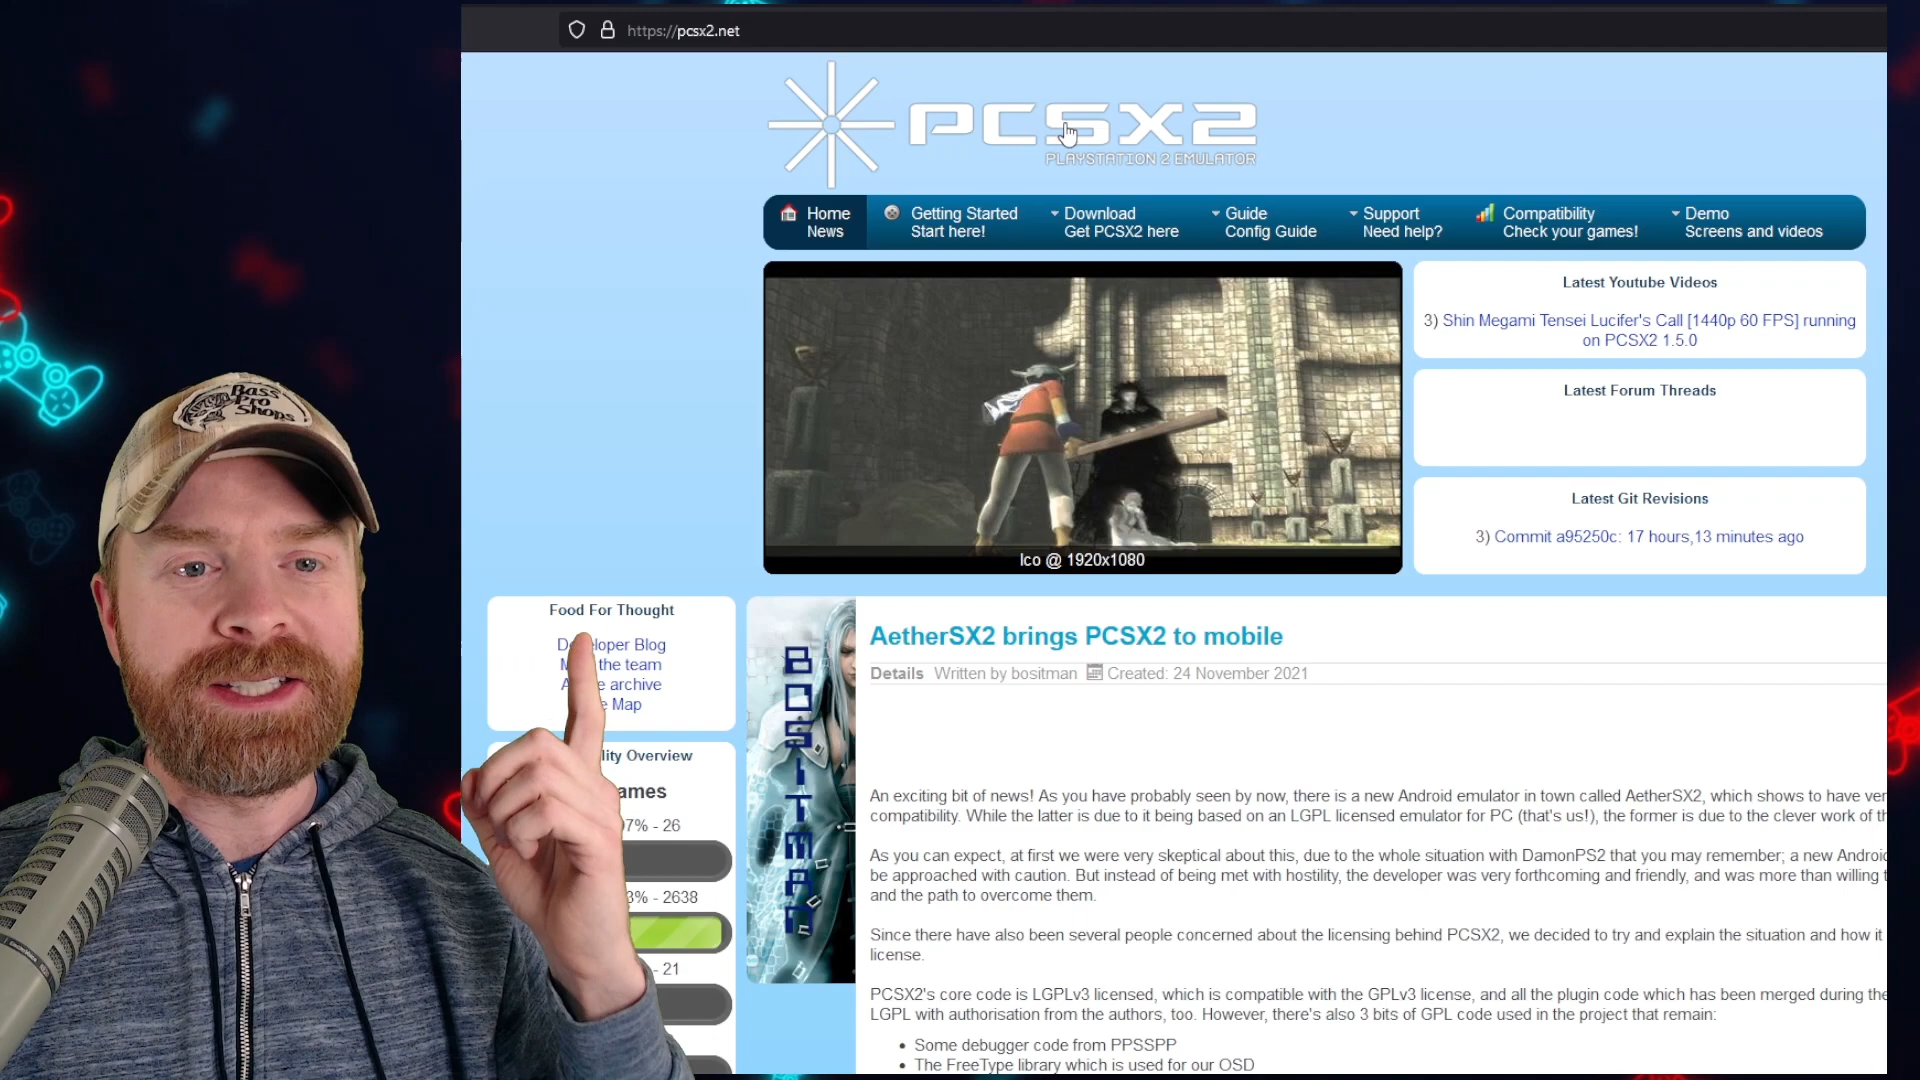 https://pcsx2.net
PCSX2
PLAYSTATION 2 EMULATOR
Home
News
Getting Started
Start here!
Download
Get PCSX2 here
Guide
Config Guide
Support
Need help?
Compatibility
Check your games!
Demo
Screens and videos
Ico @ 1920x1080
Latest Youtube Videos
3) Shin Megami Tensei Lucifer's Call [1440p 60 FPS] running
on PCSX2 1.5.0
Latest Forum Threads
Latest Git Revisions
3) Commit a95250c: 17 hours,13 minutes ago
Bass
Pro
Shops
Food For Thought
loper Blog
the team
archive
Map
lity Overview
ames
7% - 26
3% - 2638
- 21
BOSITMAN
AetherSX2 brings PCSX2 to mobile
Details Written by bositman Created: 24 November 2021
An exciting bit of news! As you have probably seen by now, there is a new Android emulator in town called AetherSX2, which shows to have ver
compatibility. While the latter is due to it being based on an LGPL licensed emulator for PC (that's us!), the former is due to the clever work of th
As you can expect, at first we were very skeptical about this, due to the whole situation with DamonPS2 that you may remember; a new Androi
be approached with caution. But instead of being met with hostility, the developer was very forthcoming and friendly, and was more than willing t
and the path to overcome them.
Since there have also been several people concerned about the licensing behind PCSX2, we decided to try and explain the situation and how it
license.
PCSX2's core code is LGPLv3 licensed, which is compatible with the GPLv3 license, and all the plugin code which has been merged during the
LGPL with authorisation from the authors, too. However, there's also 3 bits of GPL code used in the project that remain:
• Some debugger code from PPSSPP
• The FreeType library which is used for our OSD